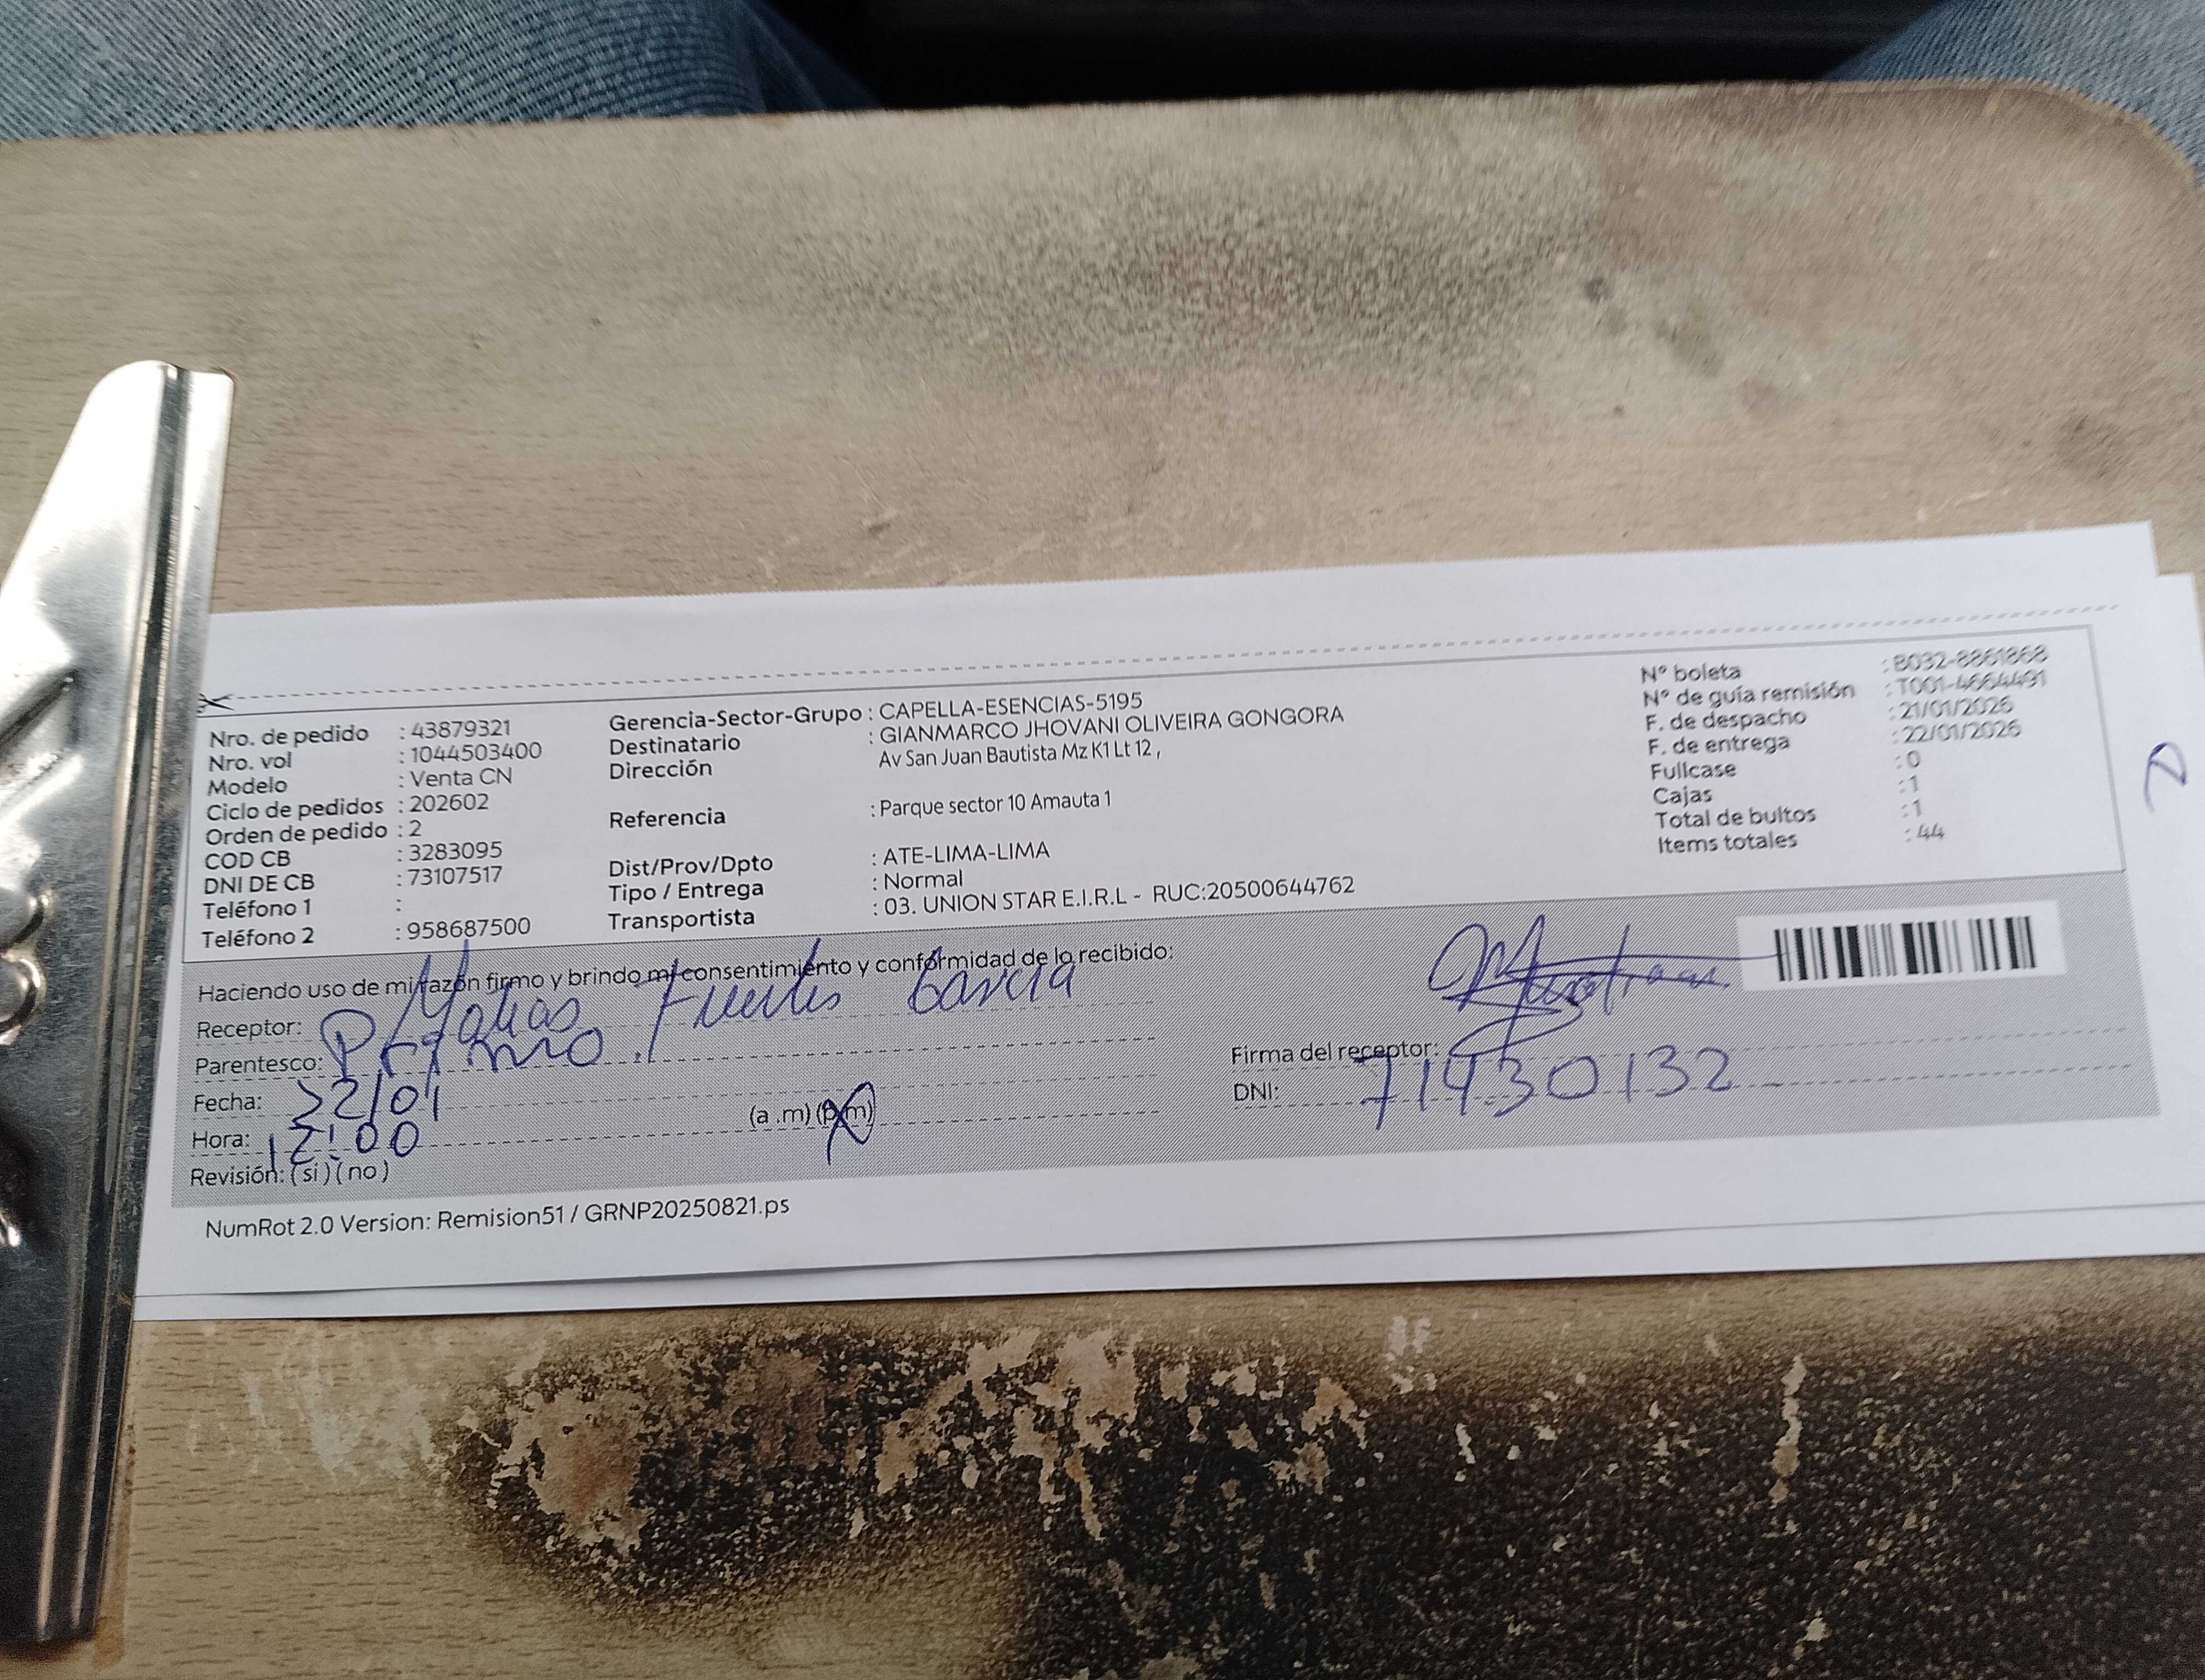 Nro. de pedido : 43879321
Nro. vol : 1044503400
Modelo : Venta CN
Ciclo de pedidos : 202602
Orden de pedido : 2
COD CB : 3283095
DNI DE CB : 73107517
Teléfono 1 :
Teléfono 2 : 958687500
Gerencia-Sector-Grupo : CAPELLA-ESENCIAS-5195
Destinatario : GIANMARCO JHOVANI OLIVEIRA GONGORA
Dirección Av San Juan Bautista Mz K1 Lt 12 ,
Referencia : Parque sector 10 Amauta 1
Dist/Prov/Dpto : ATE-LIMA-LIMA
Tipo / Entrega : Normal
Transportista : 03. UNION STAR E.I.R.L - RUC:20500644762
Nº boleta : B032-8861868
Nº de guía remisión : T001-4664491
F. de despacho : 21/01/2026
F. de entrega : 22/01/2026
Fullcase : 0
Cajas : 1
Total de bultos : 1
Items totales : 44
Haciendo uso de mi razón firmo y brindo mi consentimiento y conformidad de lo recibido:
Receptor: Fuentes García
Parentesco: Primo.
Fecha: 22/01
Hora: 12:00 (a .m) (p.m)
Revisión: ( si ) ( no )
Firma del receptor:
DNI: 71430132
NumRot 2.0 Version: Remision51 / GRNP20250821.ps